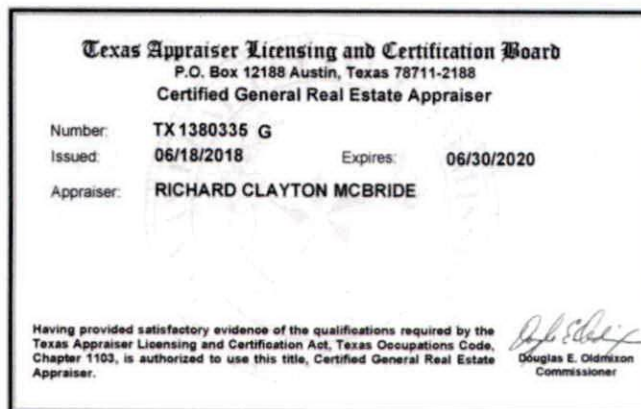 Texas Appraiser Licensing and Certification Board
P.O. Box 12188 Austin, Texas 78711-2188
Certified General Real Estate Appraiser
Number: TX 1380335 G
Issued: 06/18/2018 Expires: 06/30/2020
Appraiser: RICHARD CLAYTON MCBRIDE
Having provided satisfactory evidence of the qualifications required by the
Texas Appraiser Licensing and Certification Act, Texas Occupations Code,
Chapter 1103, is authorized to use this title, Certified General Real Estate
Appraiser.
Douglas E. Oldmixon
Commissioner